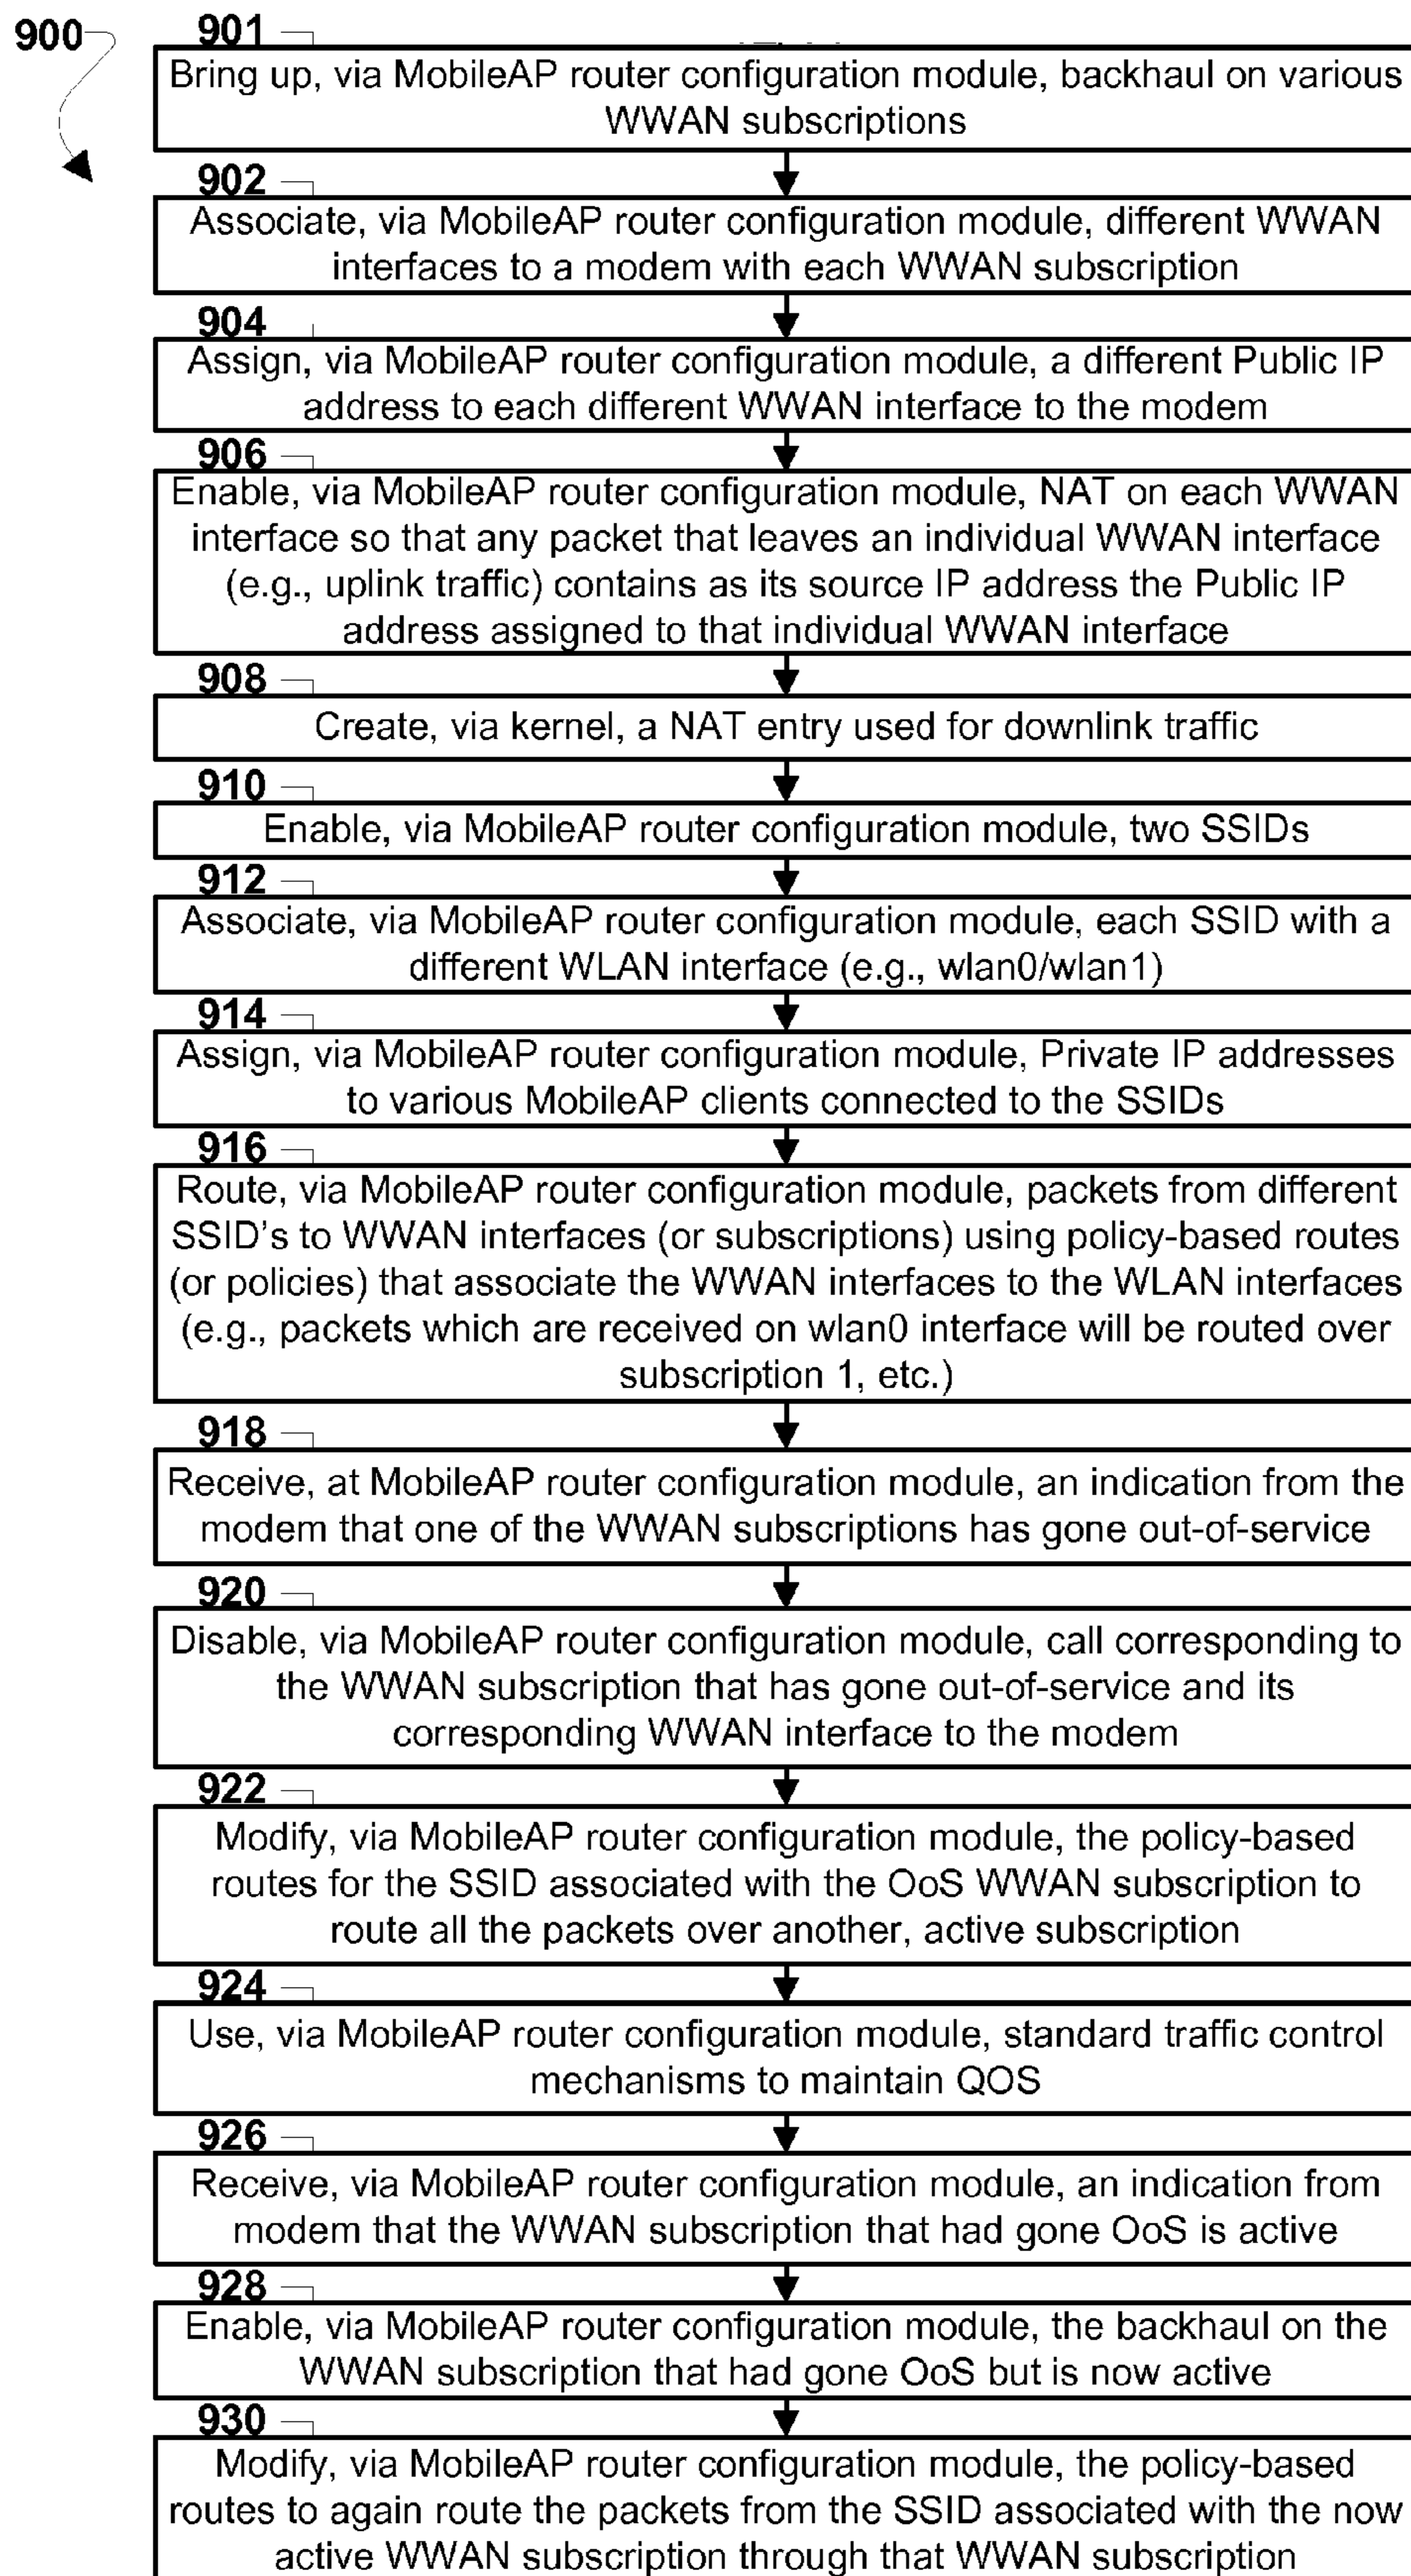 900
901
Bring up, via MobileAP router configuration module, backhaul on various
WWAN subscriptions
902
Associate, via MobileAP router configuration module, different WWAN
interfaces to a modem with each WWAN subscription
904
Assign, via MobileAP router configuration module, a different Public IP
address to each different WWAN interface to the modem
906
Enable, via MobileAP router configuration module, NAT on each WWAN
interface so that any packet that leaves an individual WWAN interface
(e.g., uplink traffic) contains as its source IP address the Public IP
address assigned to that individual WWAN interface
908
Create, via kernel, a NAT entry used for downlink traffic
910
Enable, via MobileAP router configuration module, two SSIDs
912
Associate, via MobileAP router configuration module, each SSID with a
different WLAN interface (e.g., wlan0/wlan1)
914
Assign, via MobileAP router configuration module, Private IP addresses
to various MobileAP clients connected to the SSIDs
916
Route, via MobileAP router configuration module, packets from different
SSID's to WWAN interfaces (or subscriptions) using policy-based routes
(or policies) that associate the WWAN interfaces to the WLAN interfaces
(e.g., packets which are received on wlan0 interface will be routed over
subscription 1, etc.)
918
Receive, at MobileAP router configuration module, an indication from the
modem that one of the WWAN subscriptions has gone out-of-service
920
Disable, via MobileAP router configuration module, call corresponding to
the WWAN subscription that has gone out-of-service and its
corresponding WWAN interface to the modem
922
Modify, via MobileAP router configuration module, the policy-based
routes for the SSID associated with the OoS WWAN subscription to
route all the packets over another, active subscription
924
Use, via MobileAP router configuration module, standard traffic control
mechanisms to maintain QOS
926
Receive, via MobileAP router configuration module, an indication from
modem that the WWAN subscription that had gone OoS is active
928
Enable, via MobileAP router configuration module, the backhaul on the
WWAN subscription that had gone OoS but is now active
930
Modify, via MobileAP router configuration module, the policy-based
routes to again route the packets from the SSID associated with the now
active WWAN subscription through that WWAN subscription